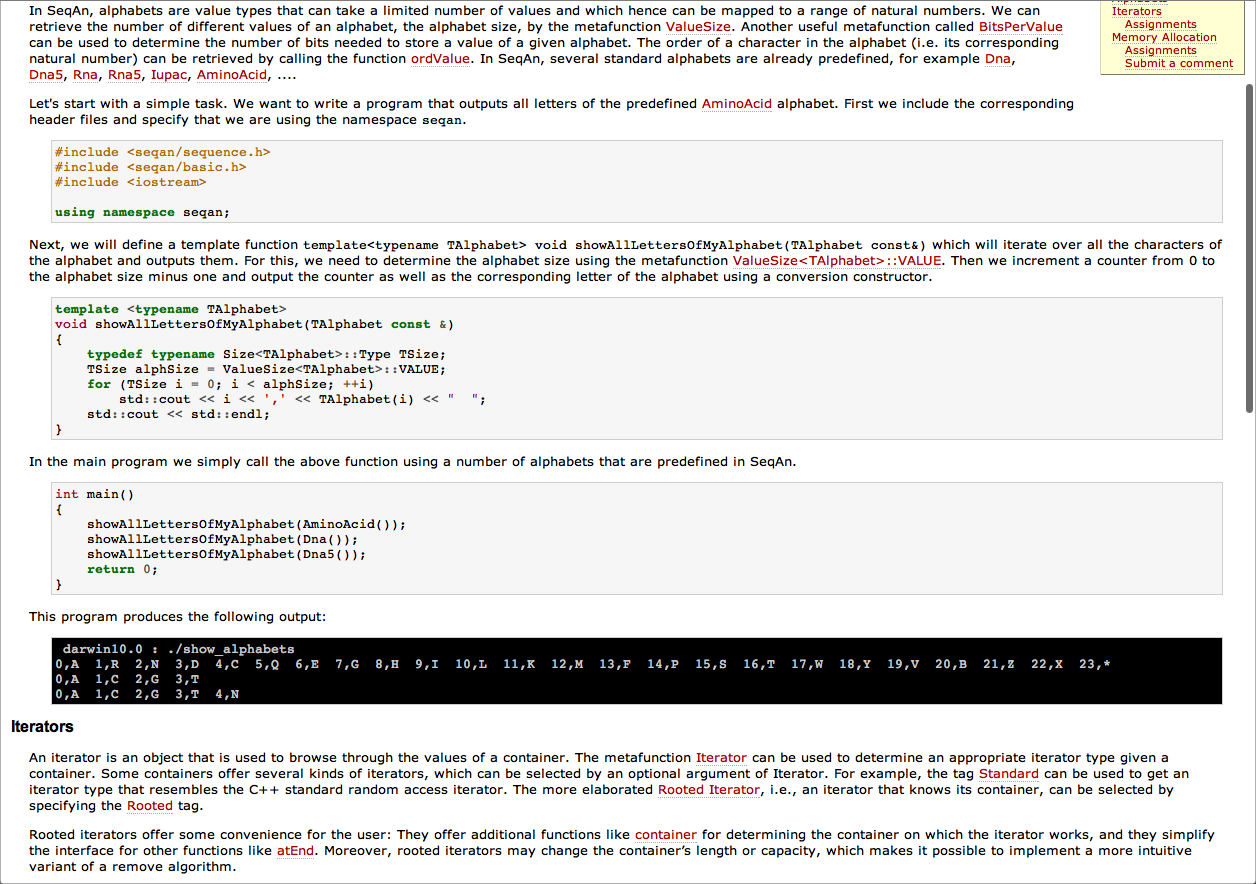 In SeqAn, alphabets are value types that can take a limited number of values and which hence can be mapped to a range of natural numbers. We can
retrieve the number of different values of an alphabet, the alphabet size, by the metafunction ValueSize. Another useful metafunction called BitsPerValue
can be used to determine the number of bits needed to store a value of a given alphabet. The order of a character in the alphabet (i.e. its corresponding
natural number) can be retrieved by calling the function ordValue. In SeqAn, several standard alphabets are already predefined, for example Dna,
Dna5, Rna, Rna5, Iupac, AminoAcid, ....
Iterators
Assignments
Memory Allocation
Assignments
Submit a comment
Let's start with a simple task. We want to write a program that outputs all letters of the predefined AminoAcid alphabet. First we include the corresponding
header files and specify that we are using the namespace seqan.
#include <seqan/sequence.h>
#include <seqan/basic.h>
#include <iostream>
using namespace seqan;
Next, we will define a template function template<typename TAlphabet> void showAllLettersOfMyAlphabet(TAlphabet const&) which will iterate over all the characters of
the alphabet and outputs them. For this, we need to determine the alphabet size using the metafunction ValueSize<TAlphabet>::VALUE. Then we increment a counter from 0 to
the alphabet size minus one and output the counter as well as the corresponding letter of the alphabet using a conversion constructor.
template <typename TAlphabet>
void showAllLettersOfMyAlphabet(TAlphabet const &)
{
    typedef typename Size<TAlphabet>::Type TSize;
    TSize alphSize = ValueSize<TAlphabet>::VALUE;
    for (TSize i = 0; i < alphSize; ++i)
        std::cout << i << ',' << TAlphabet(i) << "  ";
    std::cout << std::endl;
}
In the main program we simply call the above function using a number of alphabets that are predefined in SeqAn.
int main()
{
    showAllLettersOfMyAlphabet(AminoAcid());
    showAllLettersOfMyAlphabet(Dna());
    showAllLettersOfMyAlphabet(Dna5());
    return 0;
}
This program produces the following output:
darwin10.0 : ./show_alphabets
0,A  1,R  2,N  3,D  4,C  5,Q  6,E  7,G  8,H  9,I  10,L  11,K  12,M  13,F  14,P  15,S  16,T  17,W  18,Y  19,V  20,B  21,Z  22,X  23,*
0,A  1,C  2,G  3,T
0,A  1,C  2,G  3,T  4,N
Iterators
An iterator is an object that is used to browse through the values of a container. The metafunction Iterator can be used to determine an appropriate iterator type given a
container. Some containers offer several kinds of iterators, which can be selected by an optional argument of Iterator. For example, the tag Standard can be used to get an
iterator type that resembles the C++ standard random access iterator. The more elaborated Rooted Iterator, i.e., an iterator that knows its container, can be selected by
specifying the Rooted tag.
Rooted iterators offer some convenience for the user: They offer additional functions like container for determining the container on which the iterator works, and they simplify
the interface for other functions like atEnd. Moreover, rooted iterators may change the container's length or capacity, which makes it possible to implement a more intuitive
variant of a remove algorithm.